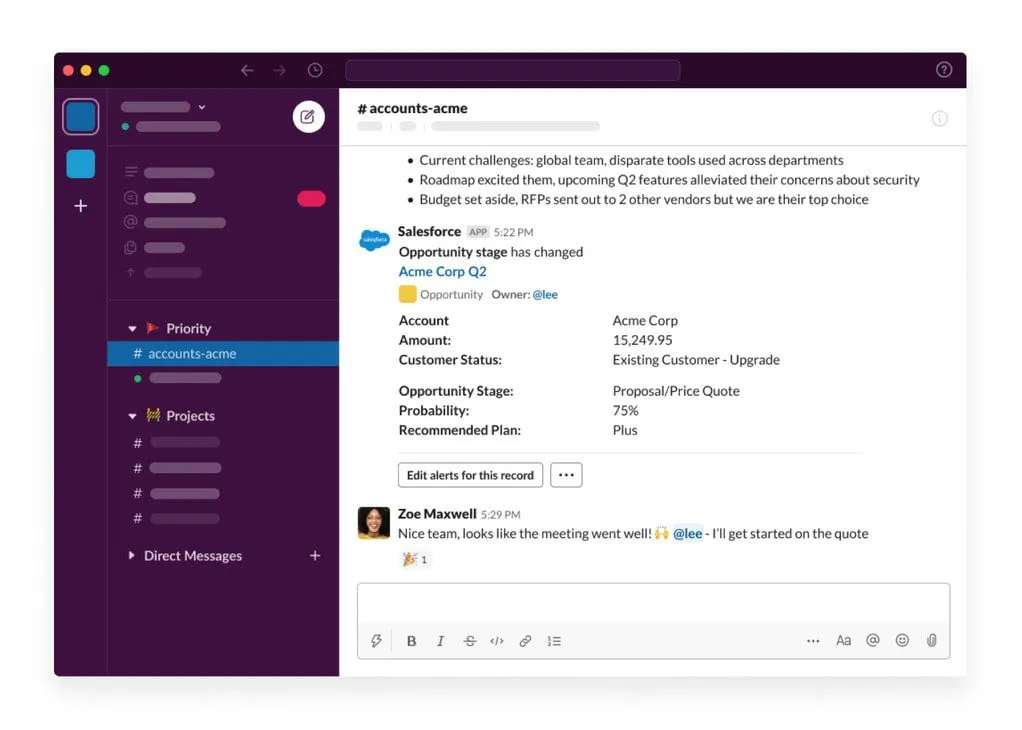 # accounts-acme
• Current challenges: global team, disparate tools used across departments
• Roadmap excited them, upcoming Q2 features alleviated their concerns about security
• Budget set aside, RFPs sent out to 2 other vendors but we are their top choice
salesforce
Salesforce APP 5:22 PM
Opportunity stage has changed
Acme Corp Q2
Opportunity Owner: @lee
Account Acme Corp
Amount: 15,249.95
Customer Status: Existing Customer - Upgrade
Opportunity Stage: Proposal/Price Quote
Probability: 75%
Recommended Plan: Plus
Edit alerts for this record
Zoe Maxwell 5:29 PM
Nice team, looks like the meeting went well! 🙌 @lee - I'll get started on the quote
🎉 1
B I S </> Aa @
Priority
# accounts-acme
Projects
#
#
#
#
Direct Messages +